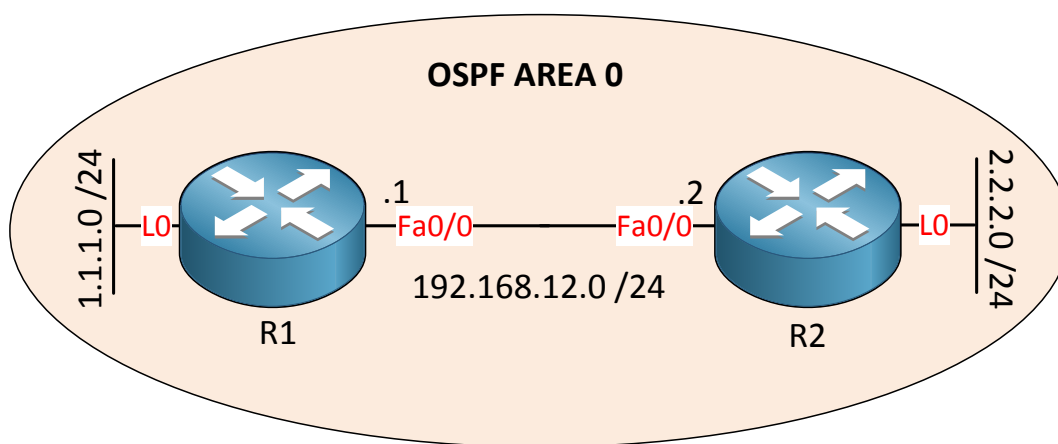 OSPF AREA 0
1.1.1.0 /24
L0
.1
Fa0/0
R1
192.168.12.0 /24
.2
Fa0/0
R2
L0
2.2.2.0 /24